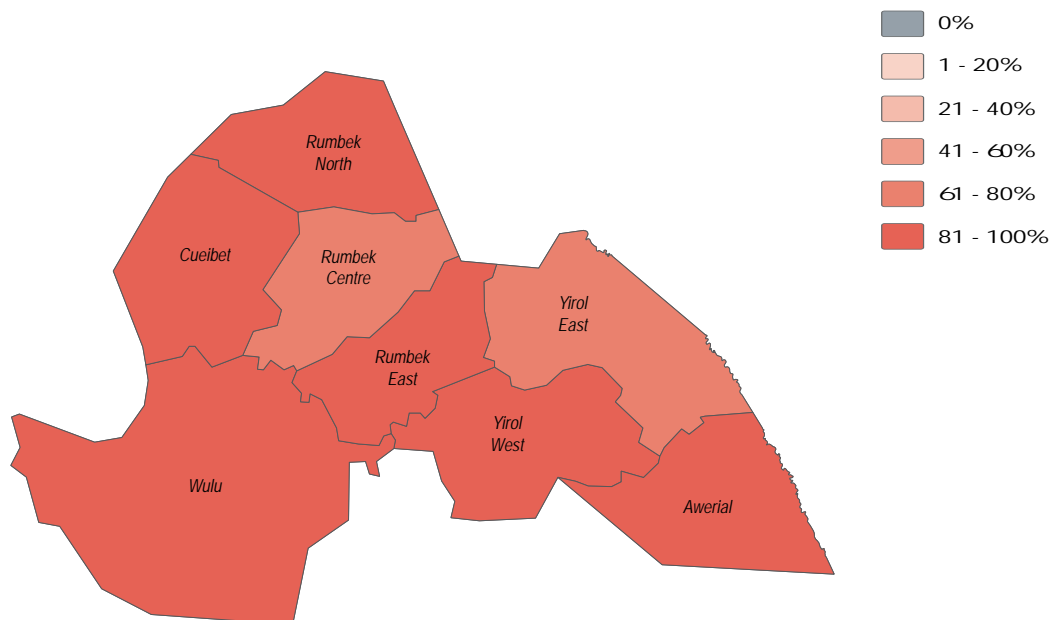 0%
1 - 20%
21 - 40%
41 - 60%
61 - 80%
81 - 100%
Rumbek
North
Cueibet
Rumbek
Centre
Yirol
East
Rumbek
East
Yirol
West
Wulu
Awerial